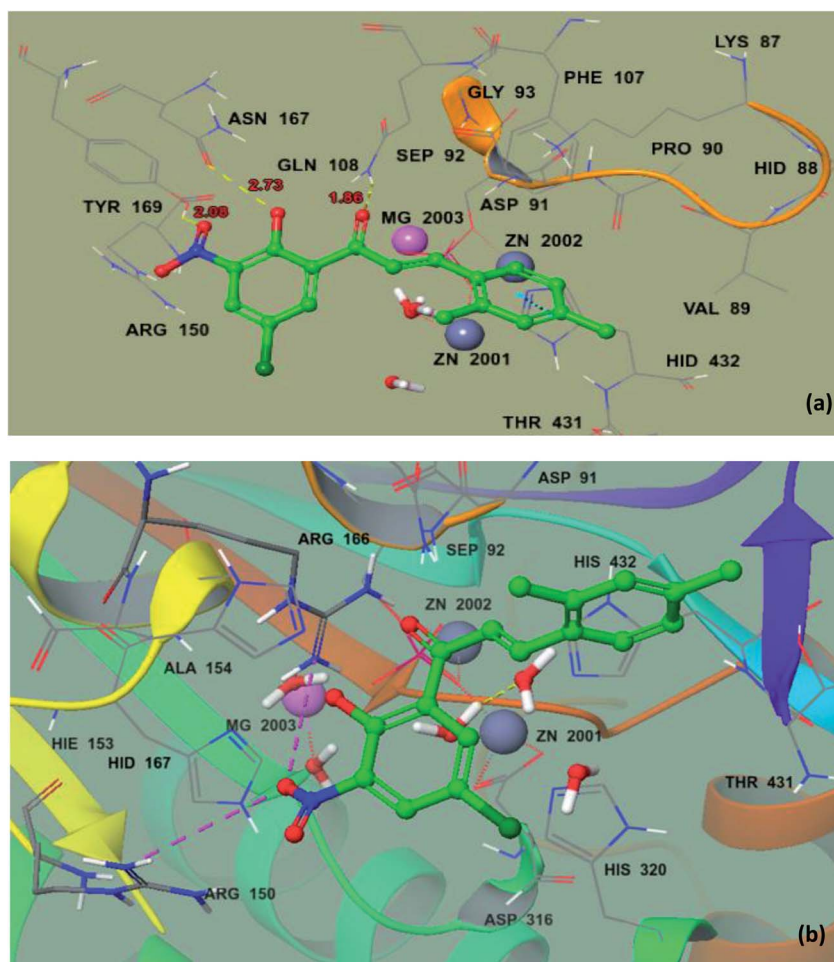 LYS 87
PHE 107
GLY 93
ASN 167
SEP 92
PRO 90
GLN 108
HID 88
2.73
TYR 169
2.08
1.86
ASP 91
MG 2003
ZN 2002
VAL 89
ARG 150
ZN 2001
HID 432
THR 431
(a)
ASP 91
ARG 166
SEP 92
HIS 432
ZN 2002
ALA 154
MG 2003
HIE 153
ZN 2001
HID 167
THR 431
HIS 320
ARG 150
ASP 316
(b)